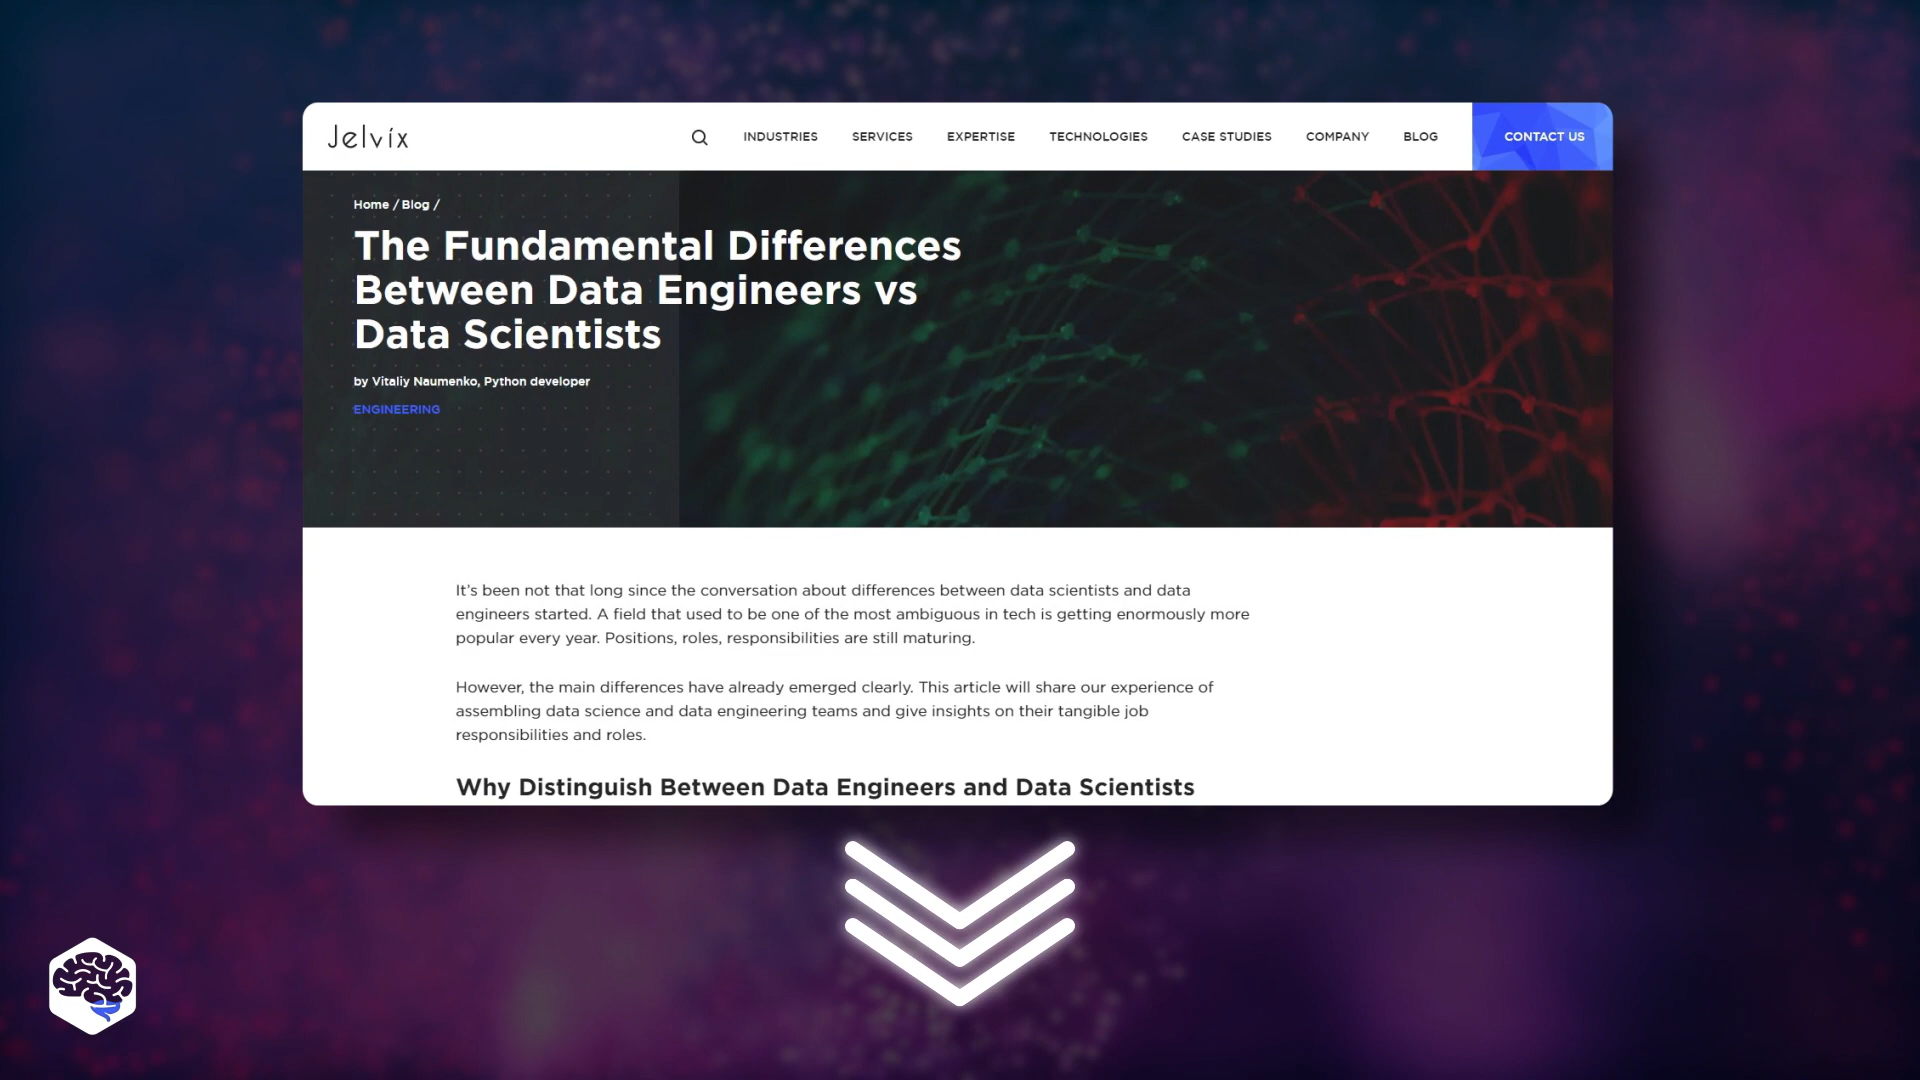 Jelvix
INDUSTRIES SERVICES EXPERTISE TECHNOLOGIES CASE STUDIES COMPANY BLOG CONTACT US
Home / Blog /
The Fundamental Differences
Between Data Engineers vs
Data Scientists
by Vitaliy Naumenko, Python developer
ENGINEERING
It’s been not that long since the conversation about differences between data scientists and data
engineers started. A field that used to be one of the most ambiguous in tech is getting enormously more
popular every year. Positions, roles, responsibilities are still maturing.
However, the main differences have already emerged clearly. This article will share our experience of
assembling data science and data engineering teams and give insights on their tangible job
responsibilities and roles.
Why Distinguish Between Data Engineers and Data Scientists